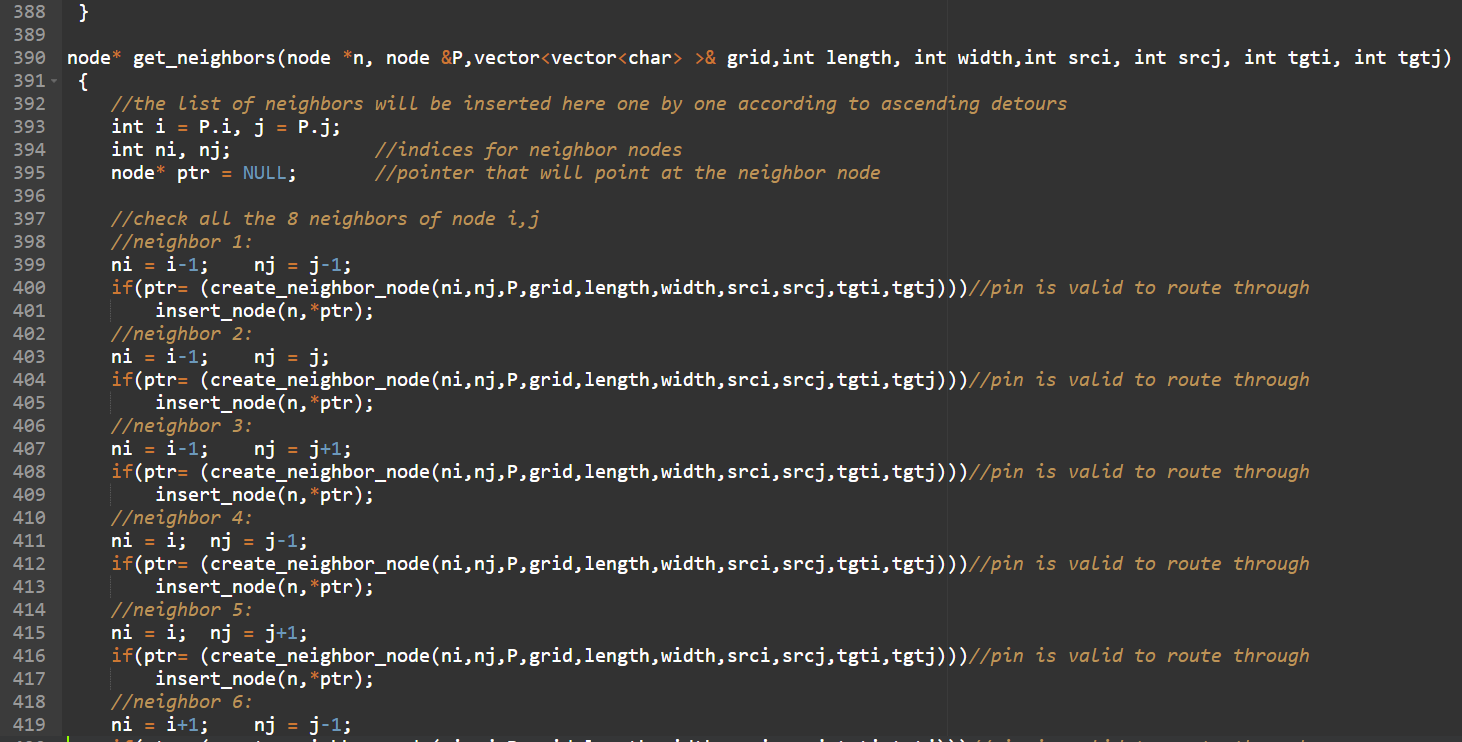 388 }
389
390 node* get_neighbors(node *n, node &P,vector<vector<char> >& grid,int length, int width,int srci, int srcj, int tgti, int tgtj)
391 {
392 //the list of neighbors will be inserted here one by one according to ascending detours
393 int i = P.i, j = P.j;
394 int ni, nj; //indices for neighbor nodes
395 node* ptr = NULL; //pointer that will point at the neighbor node
396
397 //check all the 8 neighbors of node i,j
398 //neighbor 1:
399 ni = i-1; nj = j-1;
400 if(ptr= (create_neighbor_node(ni,nj,P,grid,length,width,srci,srcj,tgti,tgtj)))//pin is valid to route through
401 insert_node(n,*ptr);
402 //neighbor 2:
403 ni = i-1; nj = j;
404 if(ptr= (create_neighbor_node(ni,nj,P,grid,length,width,srci,srcj,tgti,tgtj)))//pin is valid to route through
405 insert_node(n,*ptr);
406 //neighbor 3:
407 ni = i-1; nj = j+1;
408 if(ptr= (create_neighbor_node(ni,nj,P,grid,length,width,srci,srcj,tgti,tgtj)))//pin is valid to route through
409 insert_node(n,*ptr);
410 //neighbor 4:
411 ni = i; nj = j-1;
412 if(ptr= (create_neighbor_node(ni,nj,P,grid,length,width,srci,srcj,tgti,tgtj)))//pin is valid to route through
413 insert_node(n,*ptr);
414 //neighbor 5:
415 ni = i; nj = j+1;
416 if(ptr= (create_neighbor_node(ni,nj,P,grid,length,width,srci,srcj,tgti,tgtj)))//pin is valid to route through
417 insert_node(n,*ptr);
418 //neighbor 6:
419 ni = i+1; nj = j-1;